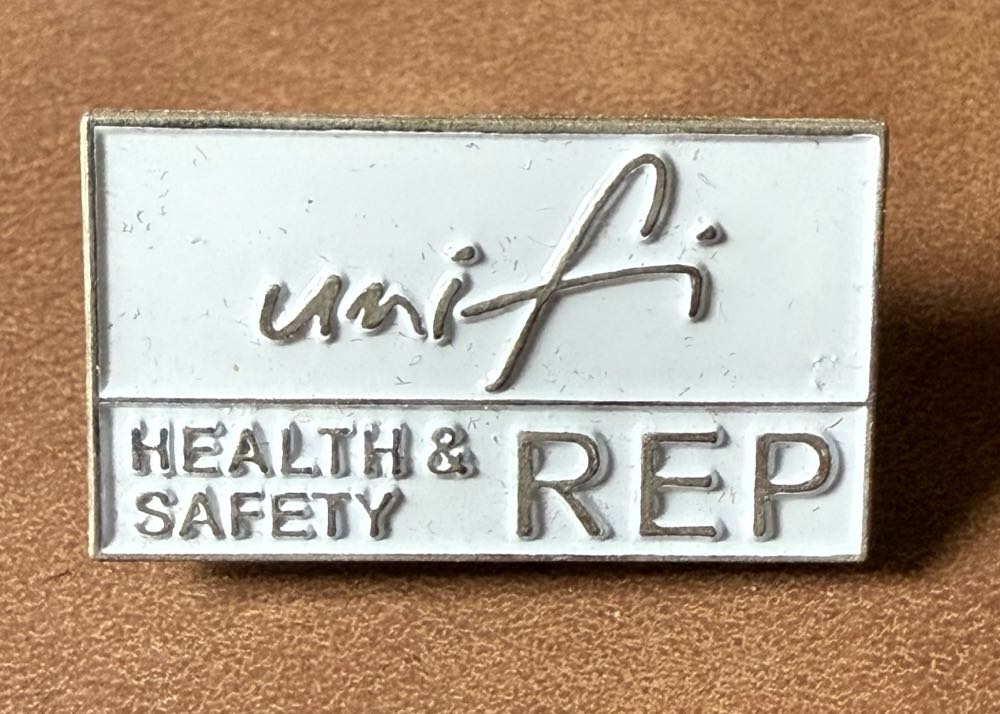 unifi
HEALTH &
SAFETY
REP